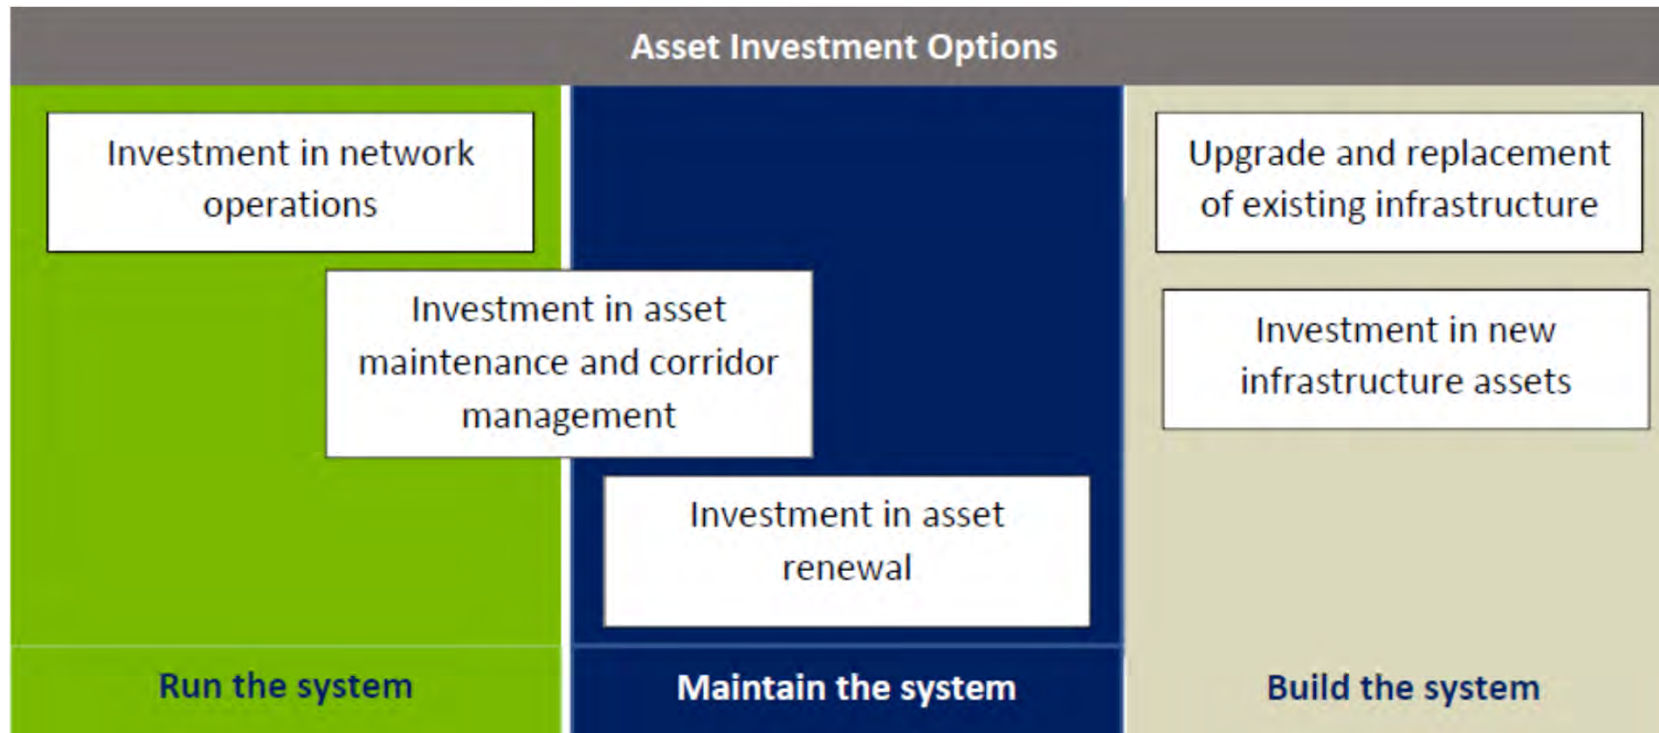 Asset Investment Options
Investment in network
operations
Investment in asset
maintenance and corridor
management
Investment in asset
renewal
Upgrade and replacement
of existing infrastructure
Investment in new
infrastructure assets
Run the system
Maintain the system
Build the system